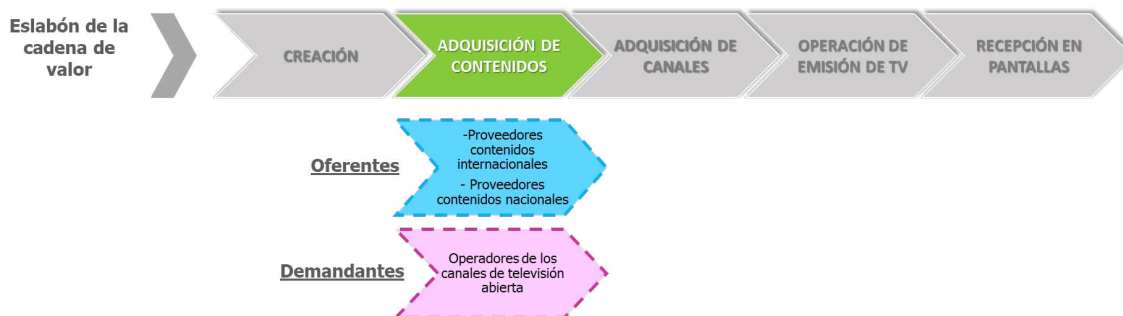 Eslabón de la
cadena de
valor
CREACIÓN
ADQUISICIÓN DE
CONTENIDOS
ADQUISICIÓN DE
CANALES
OPERACIÓN DE
EMISIÓN DE TV
RECEPCIÓN EN
PANTALLAS
Oferentes
-Proveedores
contenidos
internacionales
- Proveedores
contenidos nacionales
Demandantes
Operadores de los
canales de televisión
abierta